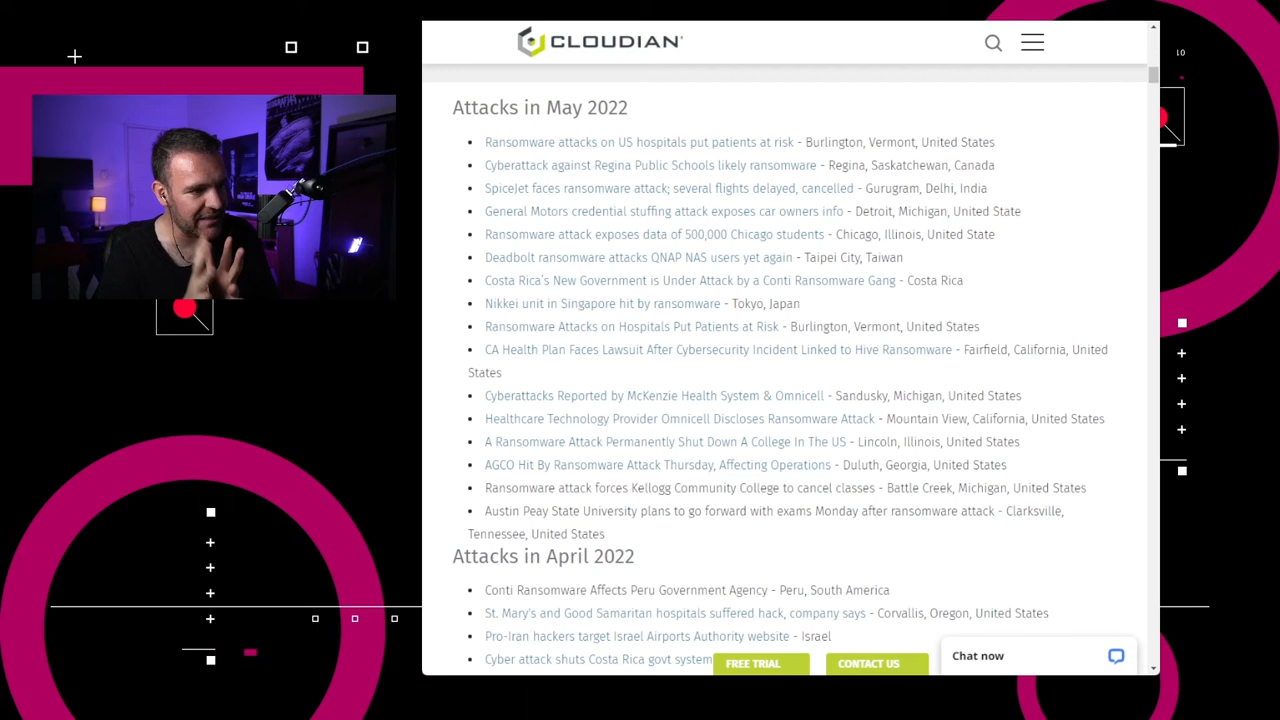 CLOUDIAN
10
Attacks in May 2022
Ransomware attacks on US hospitals put patients at risk - Burlington, Vermont, United States
Cyberattack against Regina Public Schools likely ransomware - Regina, Saskatchewan, Canada
SpiceJet faces ransomware attack; several flights delayed, cancelled - Gurugram, Delhi, India
General Motors credential stuffing attack exposes car owners info - Detroit, Michigan, United State
Ransomware attack exposes data of 500,000 Chicago students - Chicago, Illinois, United State
Deadbolt ransomware attacks QNAP NAS users yet again - Taipei City, Taiwan
Costa Rica's New Government is Under Attack by a Conti Ransomware Gang - Costa Rica
Nikkei unit in Singapore hit by ransomware - Tokyo, Japan
Ransomware Attacks on Hospitals Put Patients at Risk - Burlington, Vermont, United States
CA Health Plan Faces Lawsuit After Cybersecurity Incident Linked to Hive Ransomware - Fairfield, California, United
States
Cyberattacks Reported by McKenzie Health System & Omnicell - Sandusky, Michigan, United States
Healthcare Technology Provider Omnicell Discloses Ransomware Attack - Mountain View, California, United States
A Ransomware Attack Permanently Shut Down A College In The US - Lincoln, Illinois, United States
AGCO Hit By Ransomware Attack Thursday, Affecting Operations - Duluth, Georgia, United States
Ransomware attack forces Kellogg Community College to cancel classes - Battle Creek, Michigan, United States
Austin Peay State University plans to go forward with exams Monday after ransomware attack - Clarksville,
Tennessee, United States
Attacks in April 2022
Conti Ransomware Affects Peru Government Agency - Peru, South America
St. Mary's and Good Samaritan hospitals suffered hack, company says - Corvallis, Oregon, United States
Pro-Iran hackers target Israel Airports Authority website - Israel
Cyber attack shuts Costa Rica govt system
FREE TRIAL
CONTACT US
Chat now